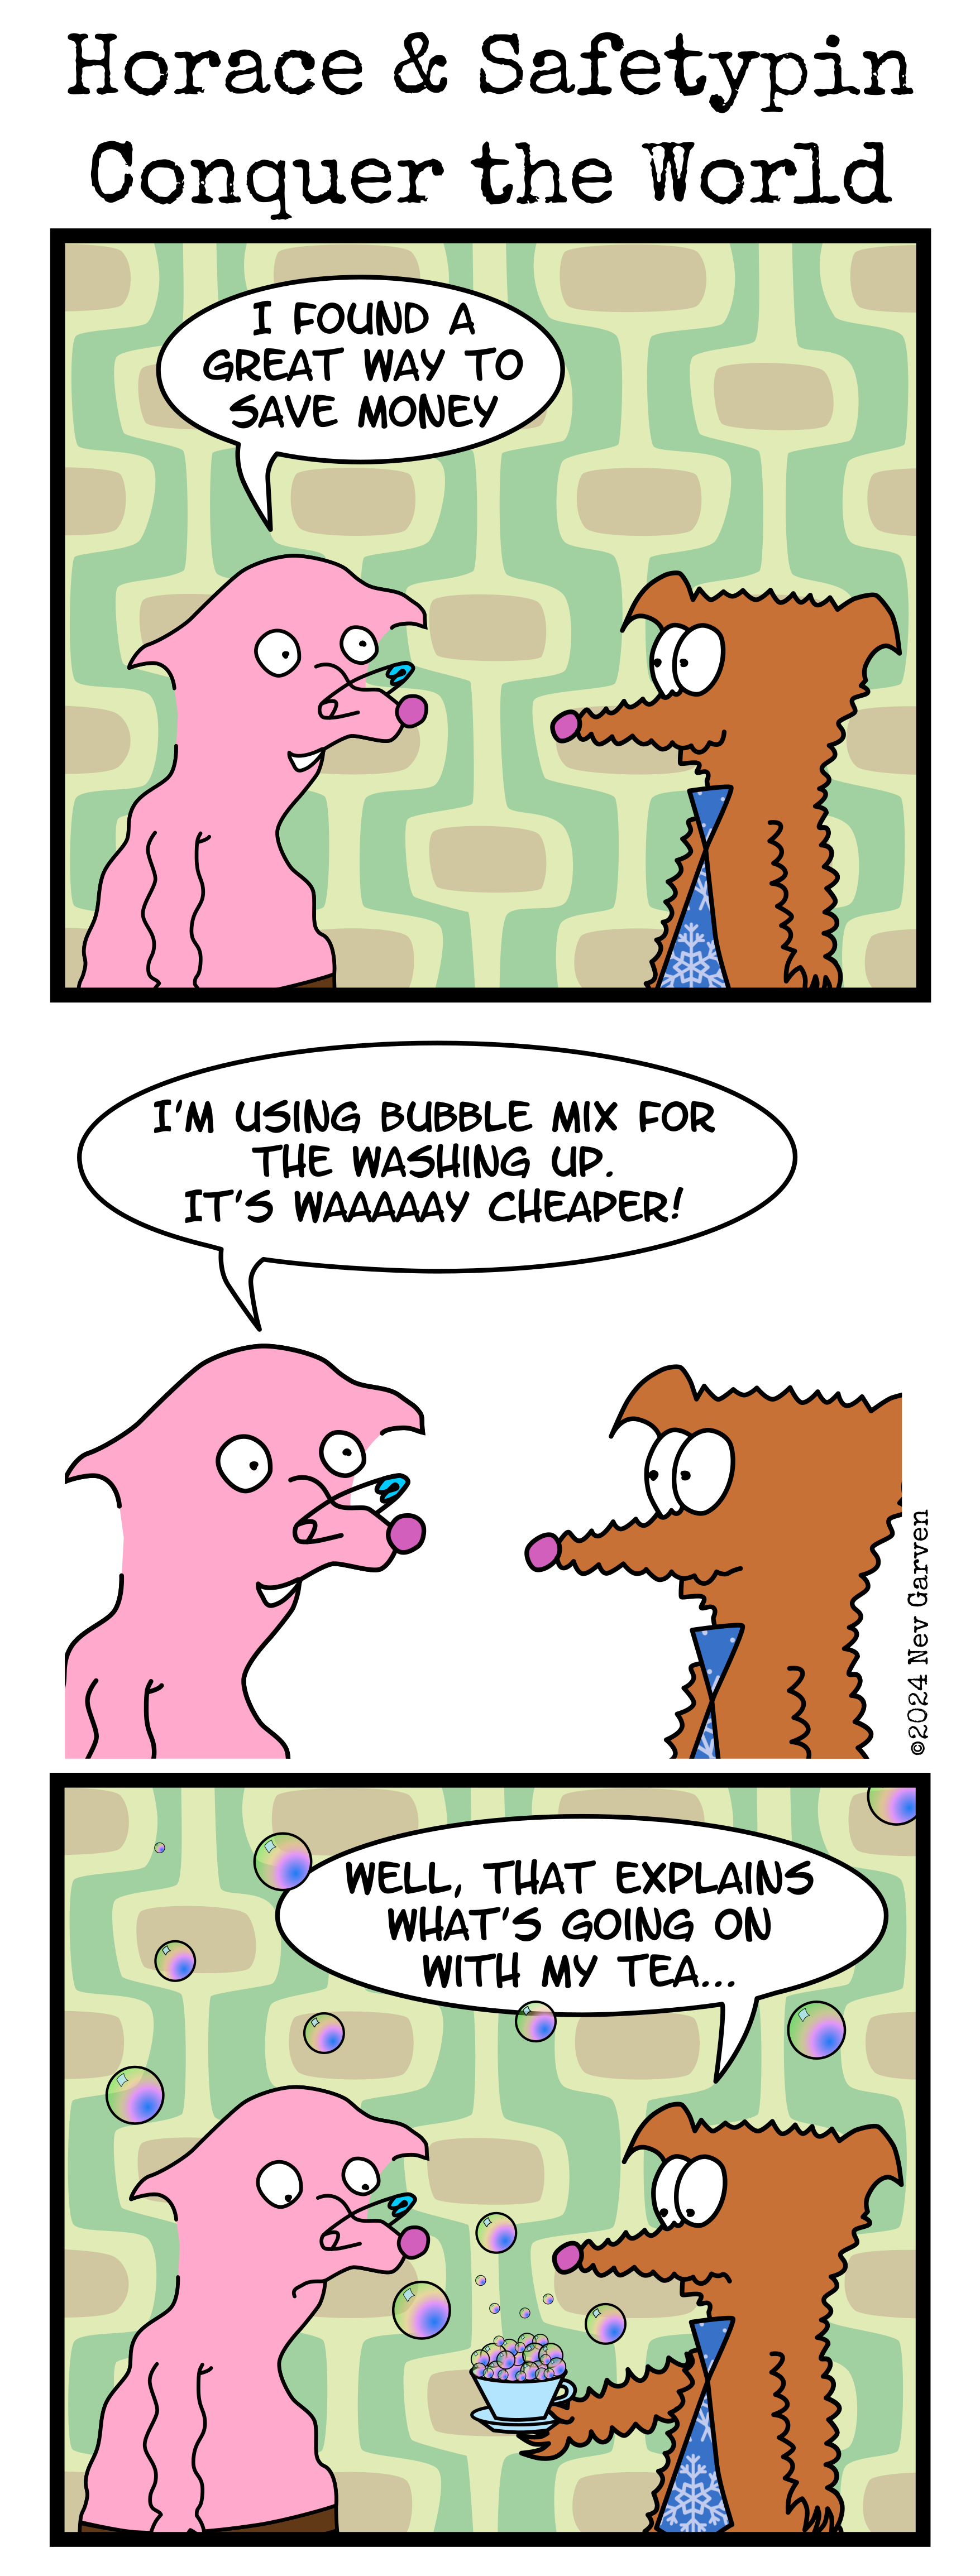 Horace & Safetypin
Conquer the World
I FOUND A
GREAT WAY TO
SAVE MONEY
I'M USING BUBBLE MIX FOR
THE WASHING UP.
IT'S WAAAAAY CHEAPER!
©2024 Nev Garven
WELL, THAT EXPLAINS
WHAT'S GOING ON
WITH MY TEA...